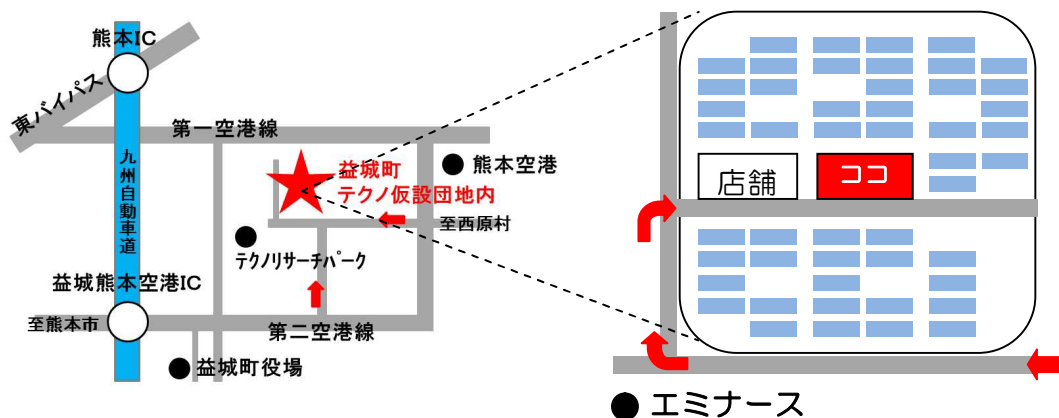 熊本IC
東バイパス
第一空港線
九州自動車道
益城町
テクノ仮設団地内
熊本空港
至西原村
ﾃｸﾉﾘｻｰﾁﾊﾟｰｸ
益城熊本空港IC
至熊本市
第二空港線
益城町役場
店舗
ココ
エミナース